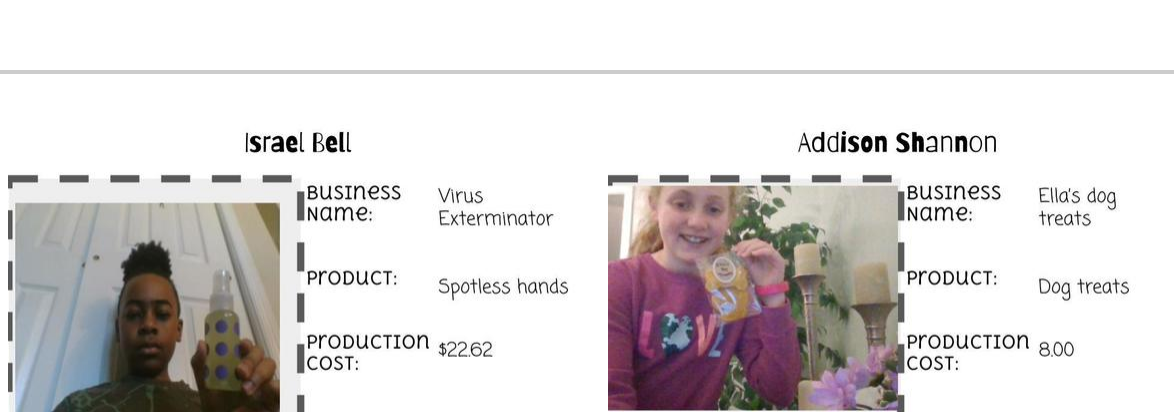 Israel Bell
Business
Name:
Virus
Exterminator
Product:
Spotless hands
Production
Cost:
$22.62
Addison Shannon
Business
Name:
Ella's dog
treats
Product:
Dog treats
Production
Cost:
8.00
LOVE